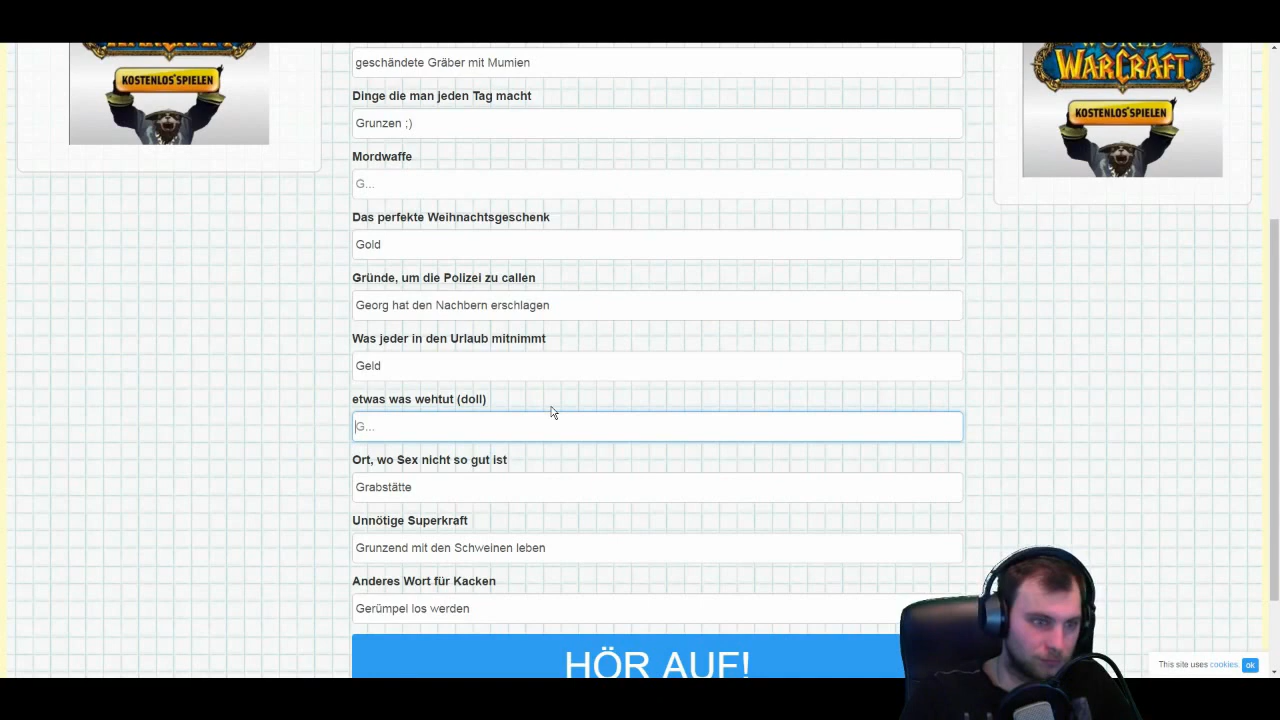 WORLD
WARCRAFT WARCRAFT
KOSTENLOS SPIELEN
KOSTENLOS SPIELEN
geschändete Gräber mit Mumien
Dinge die man jeden Tag macht
Grunzen ;)
Mordwaffe
G...
Das perfekte Weihnachtsgeschenk
Gold
Gründe, um die Polizei zu callen
Georg hat den Nachbern erschlagen
Was jeder in den Urlaub mitnimmt
Geld
etwas was wehtut (doll)
G...
Ort, wo Sex nicht so gut ist
Grabstätte
Unnötige Superkraft
Grunzend mit den Schweinen leben
Anderes Wort für Kacken
Gerümpel los werden
HÖR AUF!
This site uses cookies. ok